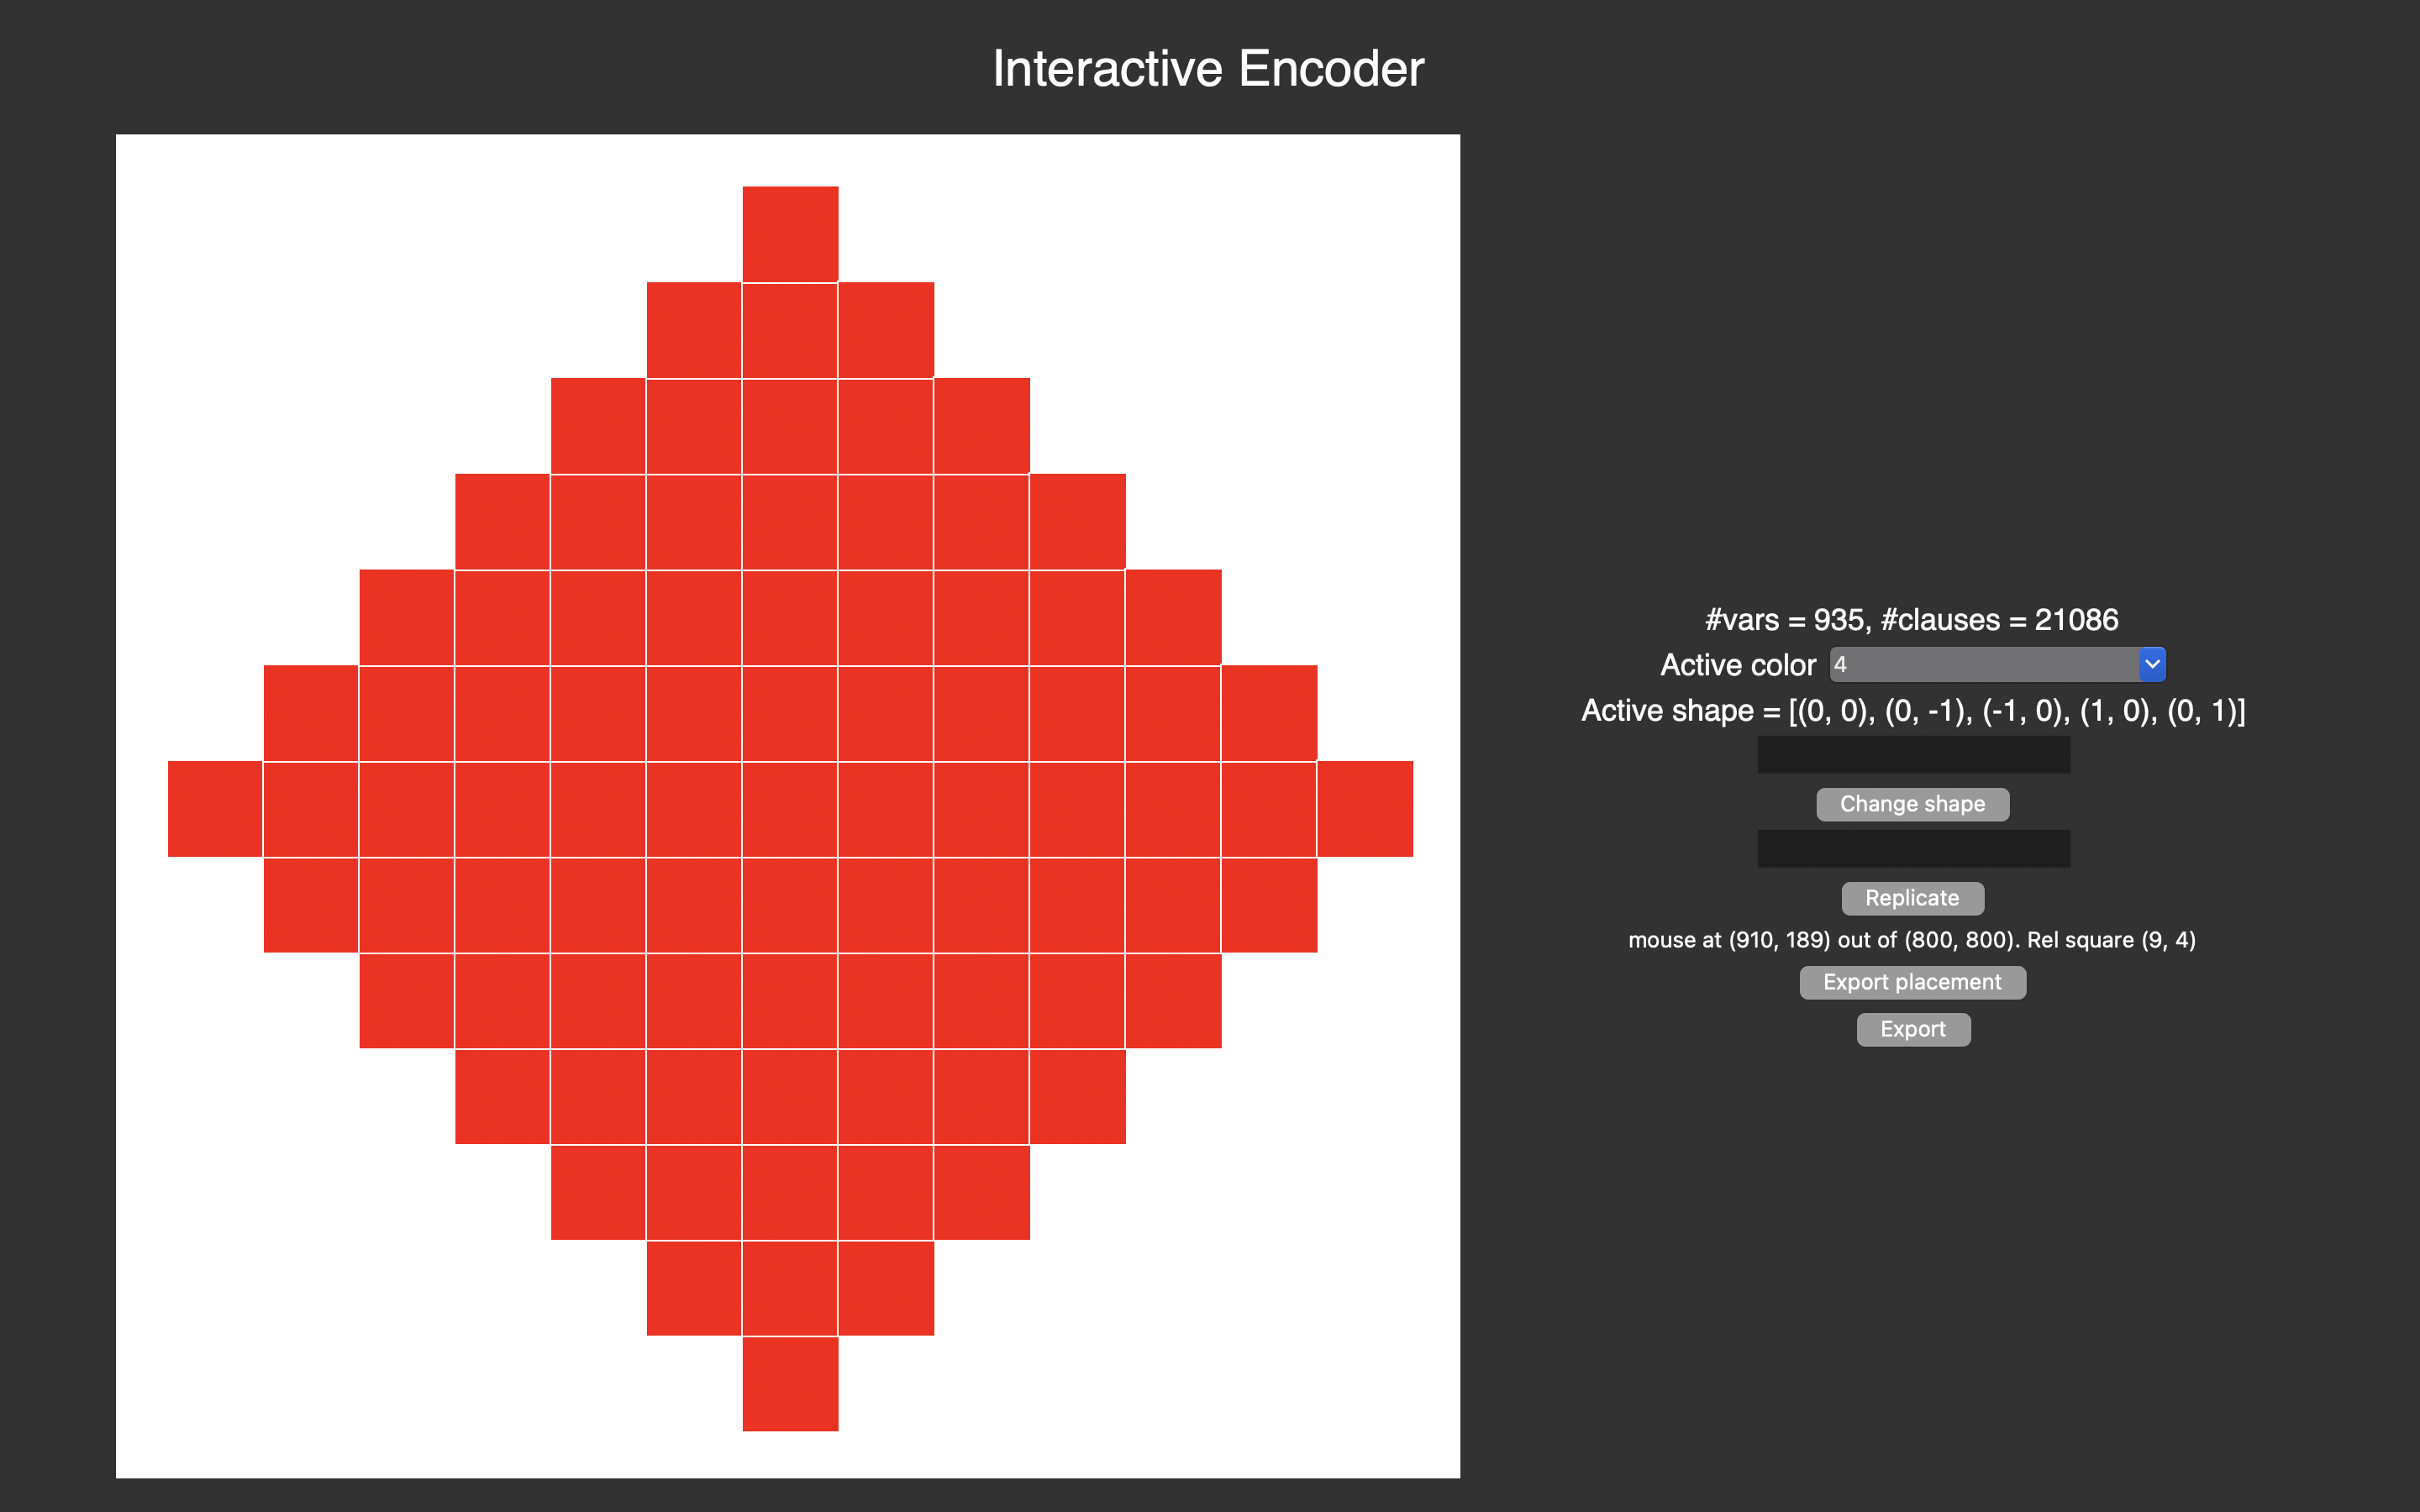 Interactive Encoder
#vars = 935, #clauses = 21086
Active color 4
Active shape = [(0, 0), (0, -1), (-1, 0), (1, 0), (0, 1)]
Change shape
Replicate
mouse at (910, 189) out of (800, 800). Rel square (9, 4)
Export placement
Export